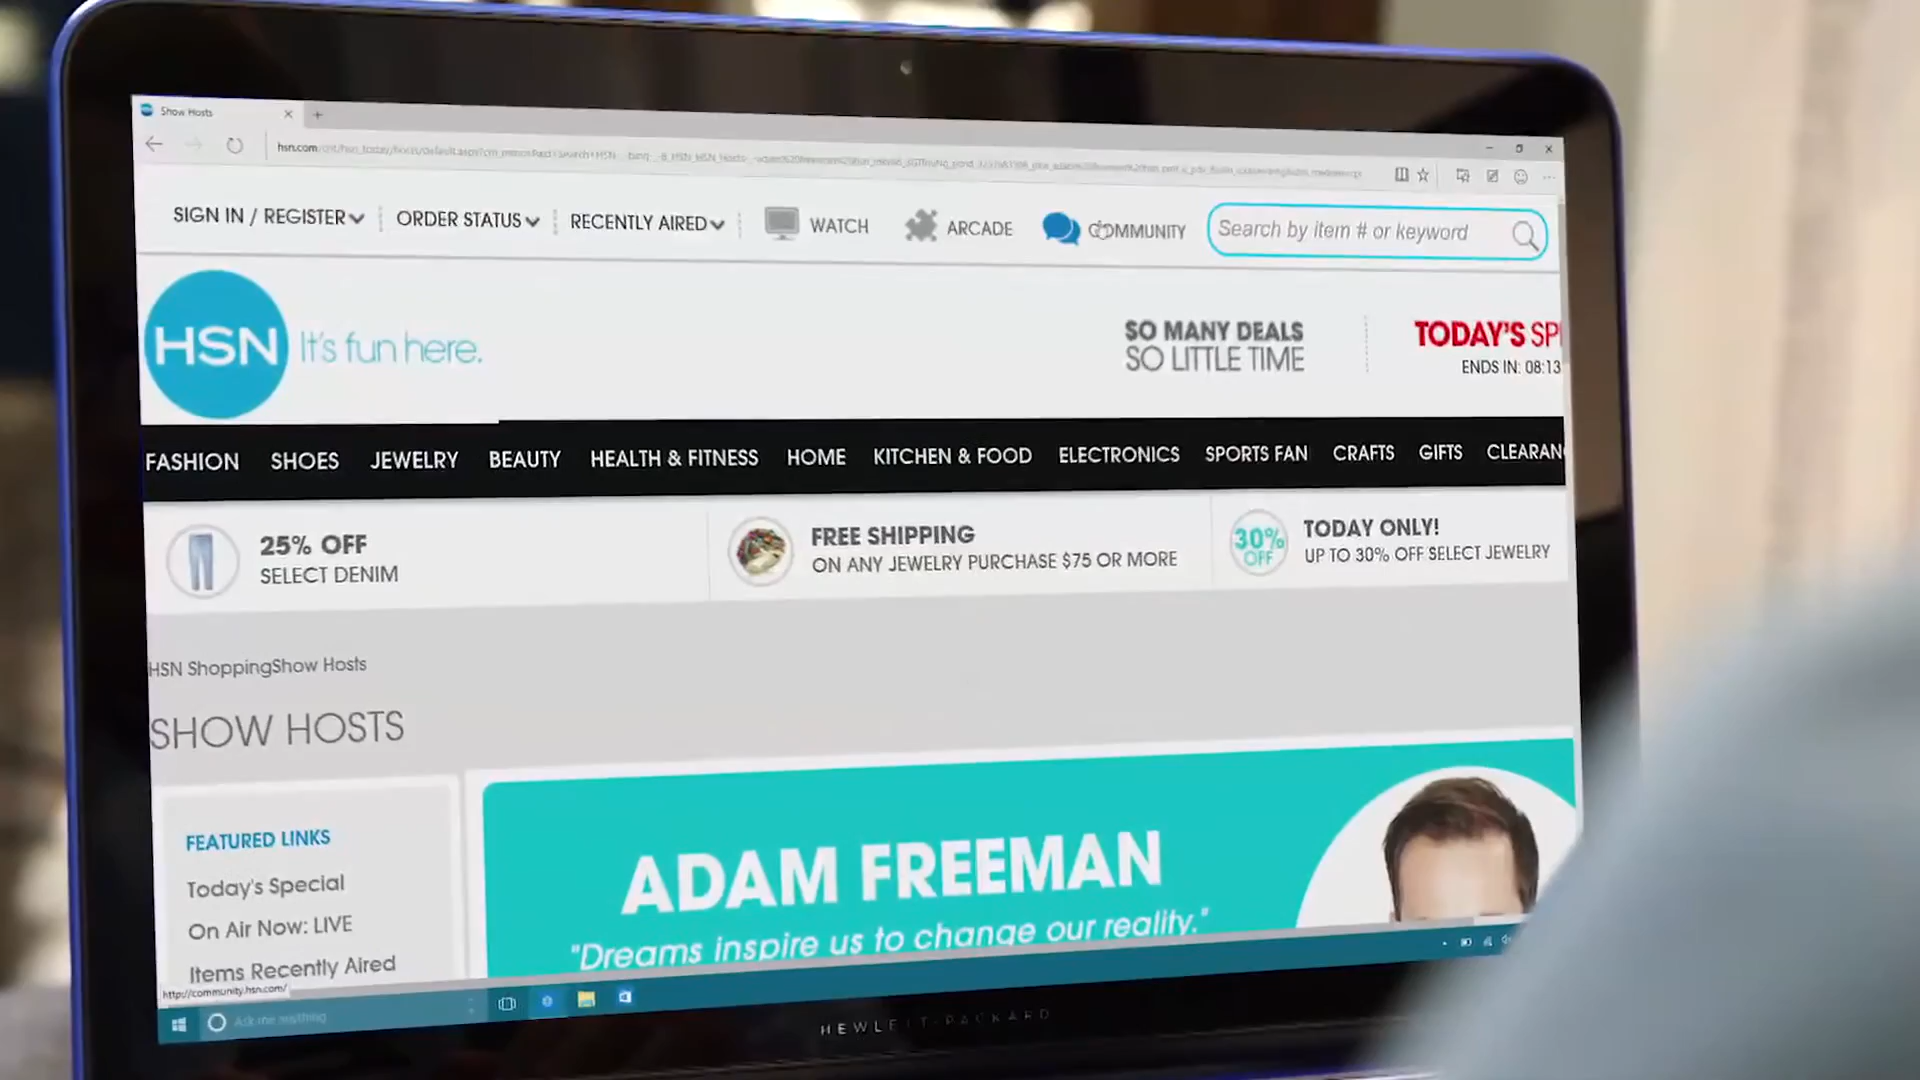 Show Hosts
hsn.com
SIGN IN / REGISTER
ORDER STATUS
RECENTLY AIRED
WATCH
ARCADE
COMMUNITY
Search by item # or keyword
HSN
It's fun here.
SO MANY DEALS
SO LITTLE TIME
TODAY'S SP
ENDS IN: 08:13
FASHION SHOES JEWELRY BEAUTY HEALTH & FITNESS HOME KITCHEN & FOOD ELECTRONICS SPORTS FAN CRAFTS GIFTS CLEARAN
25% OFF
SELECT DENIM
FREE SHIPPING
ON ANY JEWELRY PURCHASE $75 OR MORE
30%
OFF
TODAY ONLY!
UP TO 30% OFF SELECT JEWELRY
HSN ShoppingShow Hosts
SHOW HOSTS
FEATURED LINKS
Today's Special
On Air Now: LIVE
Items Recently Aired
ADAM FREEMAN
"Dreams inspire us to change our reality."
http://community.hsn.com/
Ask me anything
HEWLETT-PACKARD